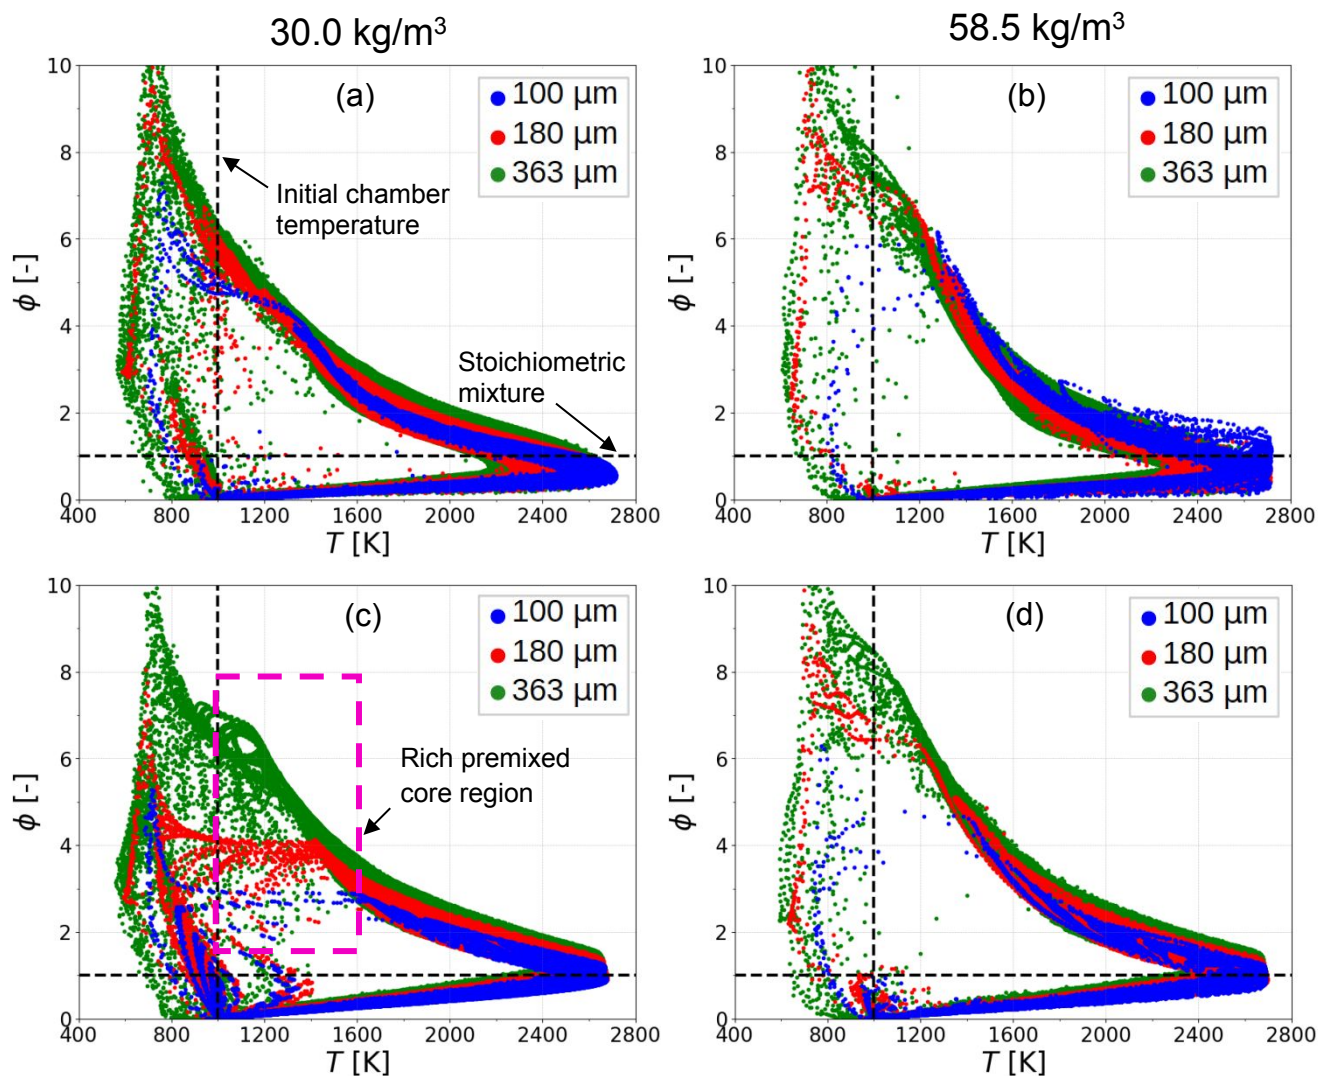 30.0 kg/m³
58.5 kg/m³
(a)
100 µm
180 µm
363 µm
Initial chamber
temperature
Stoichiometric
mixture
ϕ [-]
10
8
6
4
2
0
400 800 1200 1600 2000 2400 2800
T [K]
(b)
100 µm
180 µm
363 µm
ϕ [-]
10
8
6
4
2
0
400 800 1200 1600 2000 2400 2800
T [K]
(c)
100 µm
180 µm
363 µm
Rich premixed
core region
ϕ [-]
10
8
6
4
2
0
400 800 1200 1600 2000 2400 2800
T [K]
(d)
100 µm
180 µm
363 µm
ϕ [-]
10
8
6
4
2
0
400 800 1200 1600 2000 2400 2800
T [K]